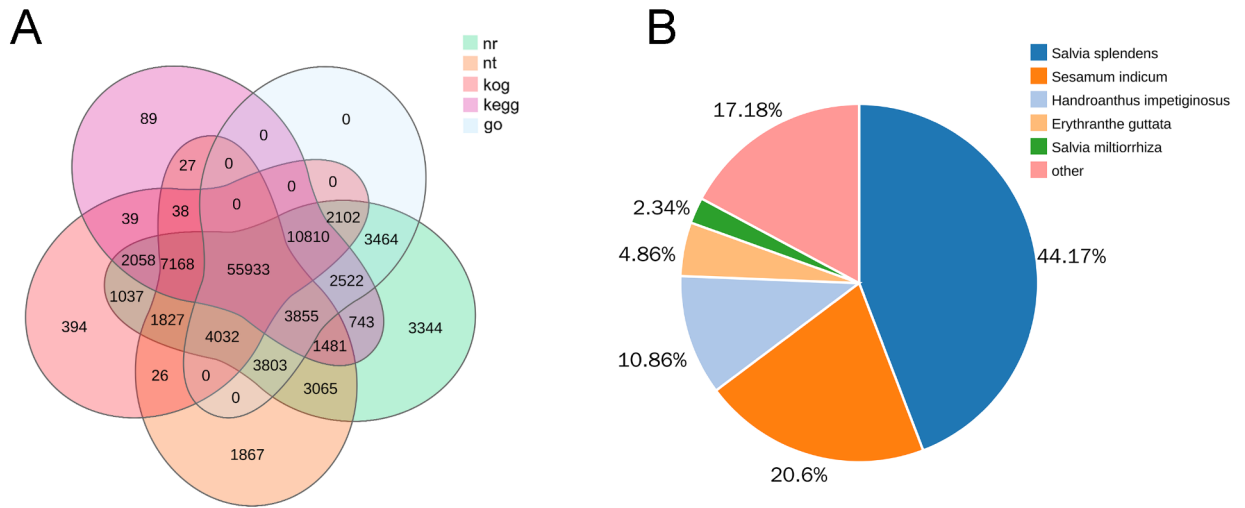 A
nr
nt
kog
kegg
go
89
0
0
27
0
0
0
39
38
0
2102
3464
10810
2058
7168
55933
2522
1037
394
1827
3855
743
3344
4032
1481
3803
26
0
3065
0
1867
B
Salvia splendens
Sesamum indicum
Handroanthus impetiginosus
Erythranthe guttata
Salvia miltiorrhiza
other
17.18%
2.34%
4.86%
44.17%
10.86%
20.6%